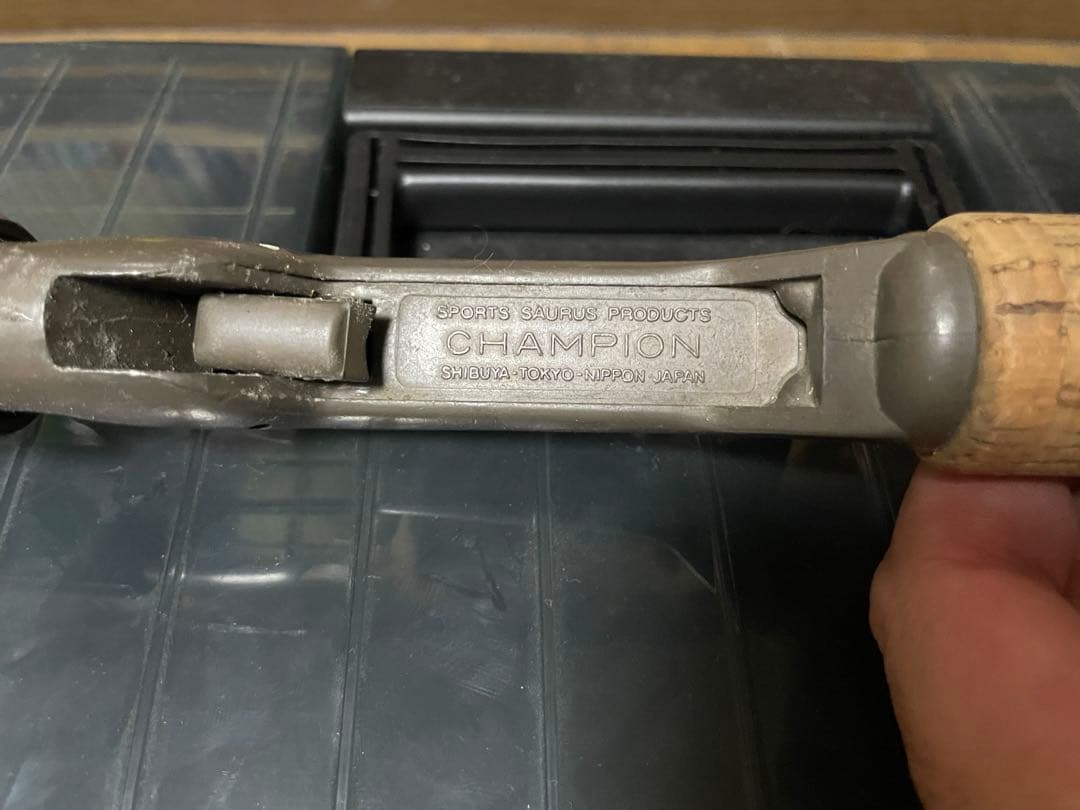 SPORTS SAURUS PRODUCTS
CHAMPION
SHIBUYA-TOKYO-NIPPON JAPAN